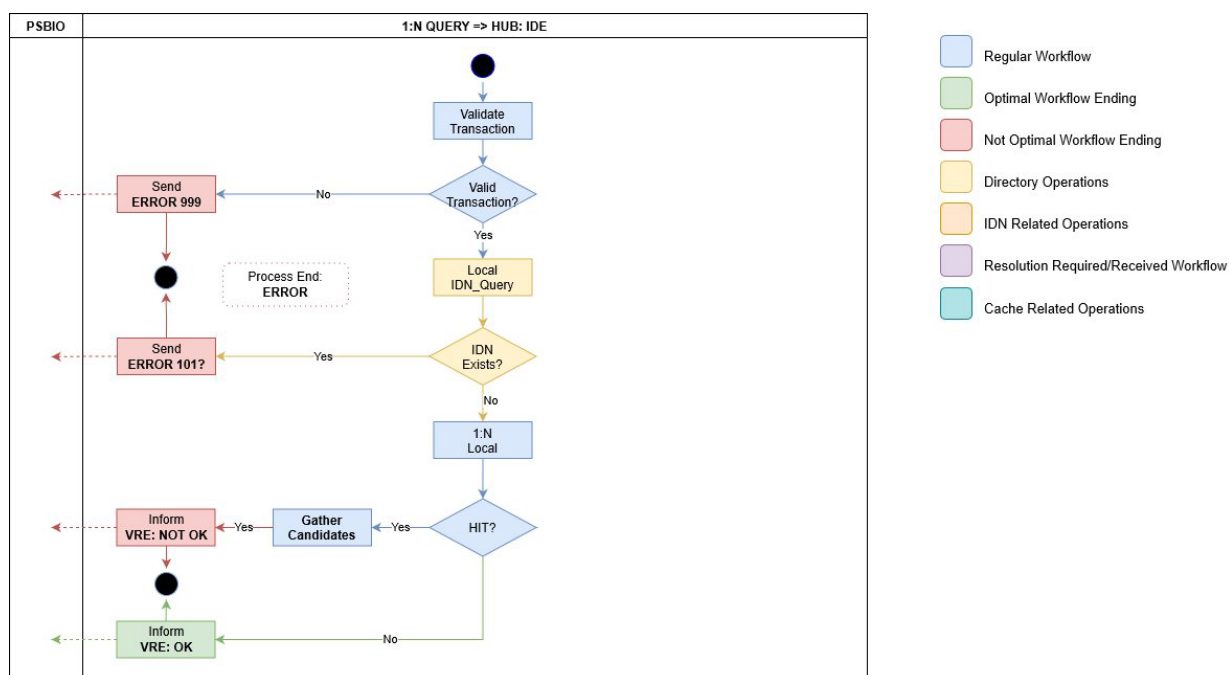 PSBIO
1:N QUERY => HUB: IDE
Validate
Transaction
Valid
Transaction?
No
Send
ERROR 999
Yes
Local
IDN_Query
Process End:
ERROR
IDN
Exists?
Yes
Send
ERROR 101?
No
1:N
Local
HIT?
Yes
Gather
Candidates
Yes
Inform
VRE: NOT OK
No
Inform
VRE: OK
Regular Workflow
Optimal Workflow Ending
Not Optimal Workflow Ending
Directory Operations
IDN Related Operations
Resolution Required/Received Workflow
Cache Related Operations